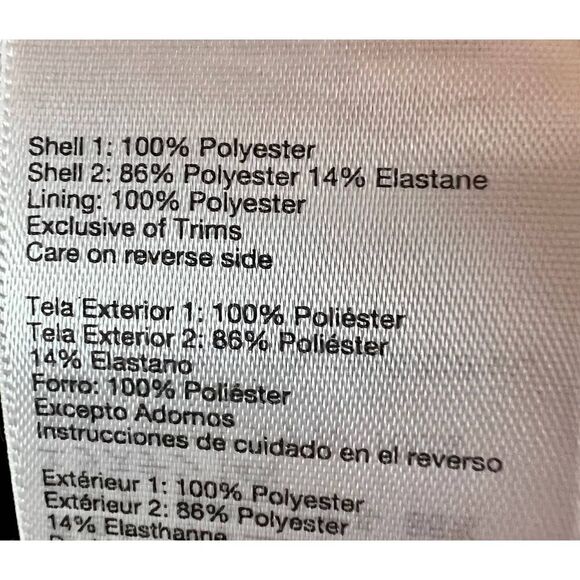 Shell 1: 100% Polyester
Shell 2: 86% Polyester 14% Elastane
Lining: 100% Polyester
Exclusive of Trims
Care on reverse side
Tela Exterior 1: 100% Poliéster
Tela Exterior 2: 86% Poliéster
14% Elastano
Forro: 100% Poliéster
Excepto Adornos
Instrucciones de cuidado en el reverso
Extérieur 1: 100% Polyester
Extérieur 2: 86% Polyester
14% Elasthanne